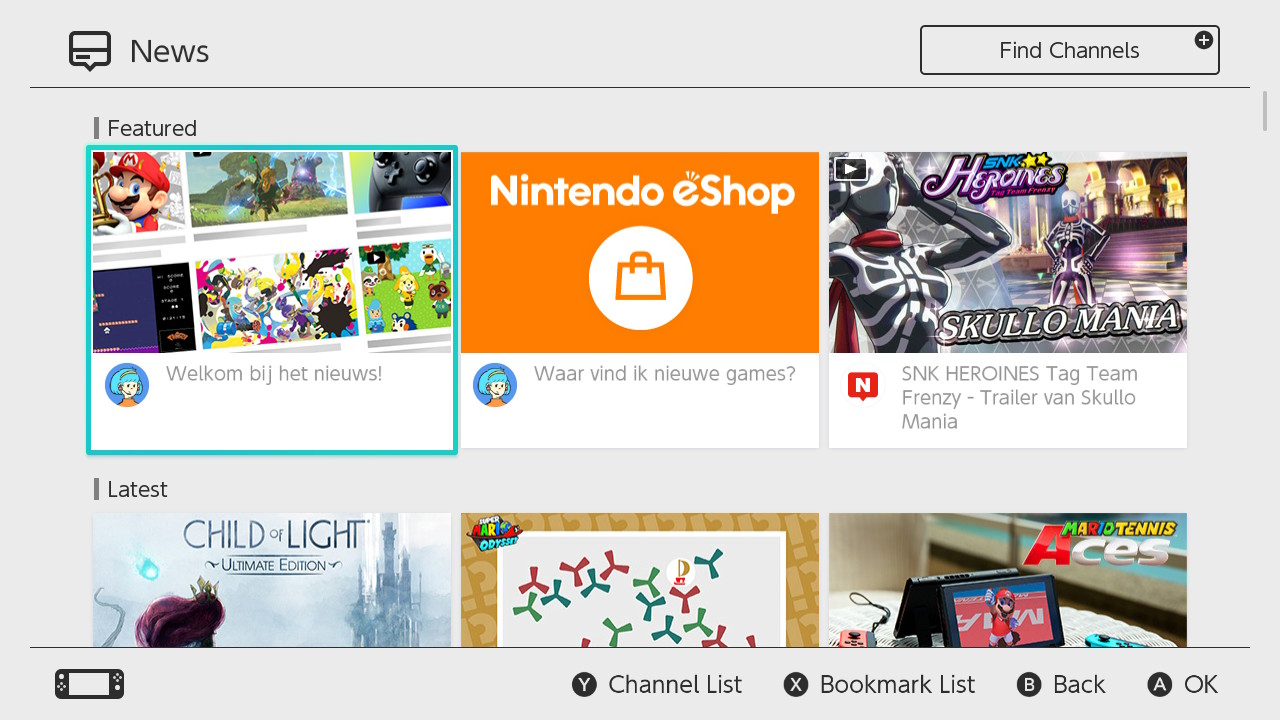 News
Find Channels
Featured
Nintendo eShop
SNK
HEROINES
Tag Team Frenzy
SKULLO MANIA
Welkom bij het nieuws!
Waar vind ik nieuwe games?
N
SNK HEROINES Tag Team
Frenzy - Trailer van Skullo
Mania
Latest
CHILD OF LIGHT
ULTIMATE EDITION
SUPER
MARIO
ODYSSEY
MARIO TENNIS
ACES
Y Channel List
X Bookmark List
B Back
A OK